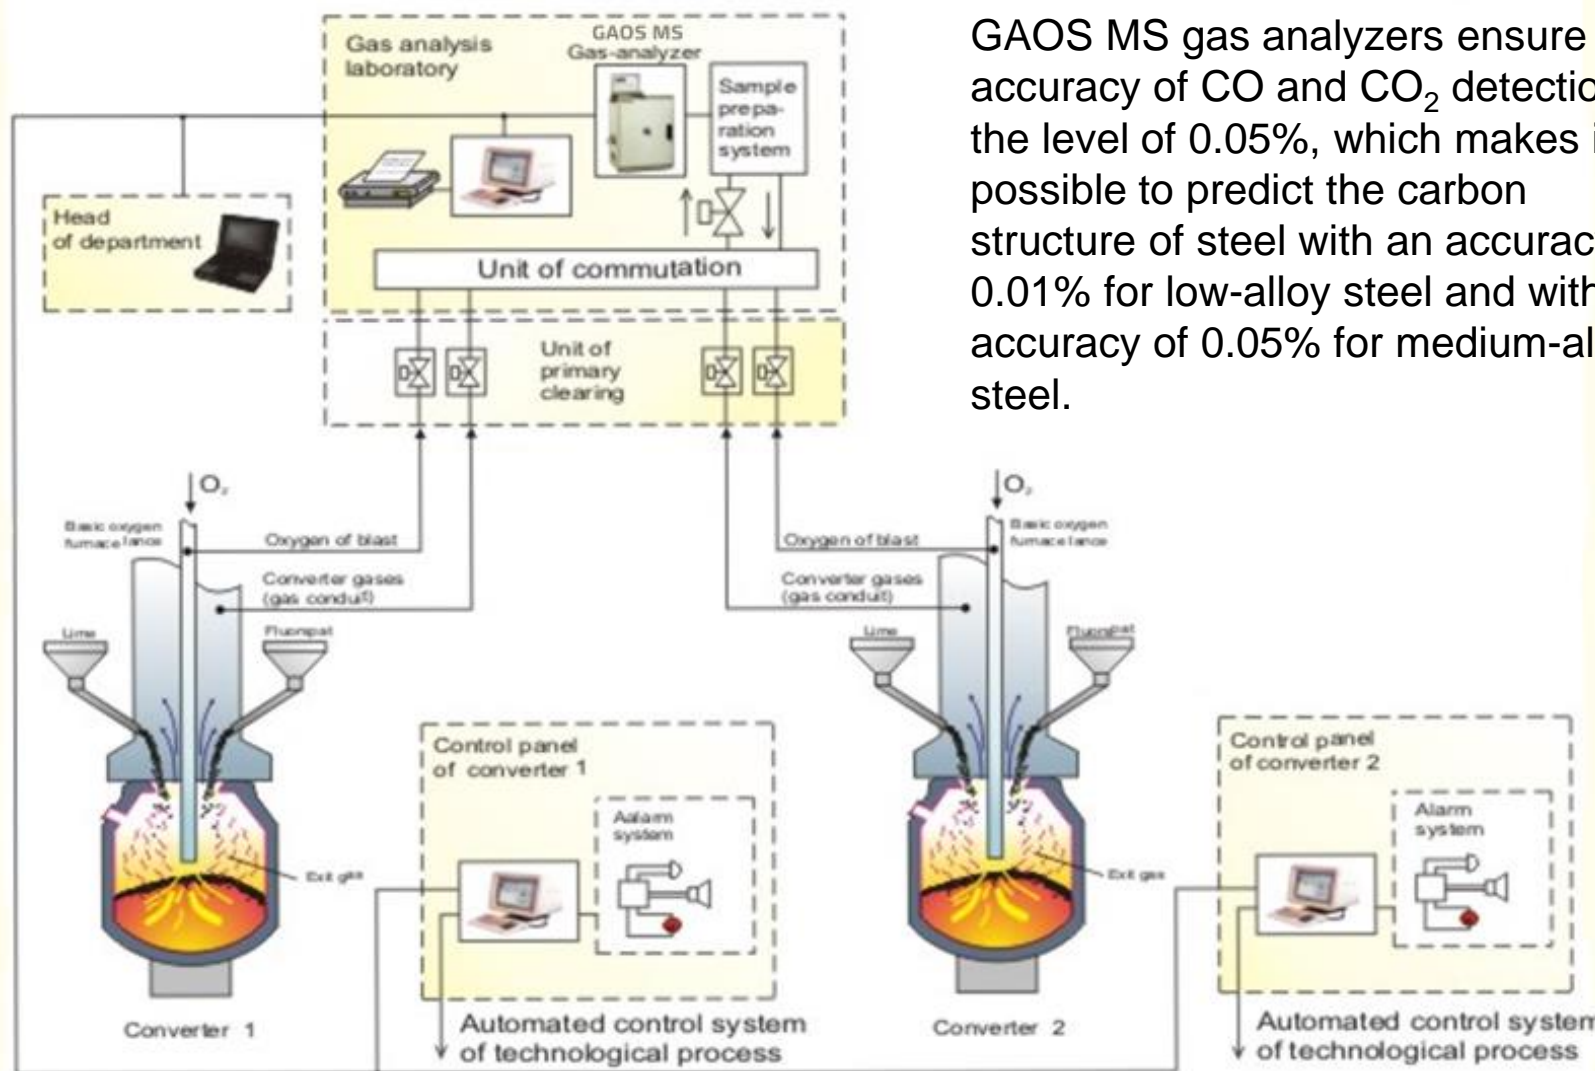 GAOS MS gas analyzers ensure
accuracy of CO and CO₂ detectio
the level of 0.05%, which makes i
possible to predict the carbon
structure of steel with an accurac
0.01% for low-alloy steel and with
accuracy of 0.05% for medium-al
steel.
Gas analysis
laboratory
GAOS MS
Gas-analyzer
Sample
prepa-
ration
system
Head
of department
Unit of commutation
Unit of
primary
clearing
O₂
Basic oxygen
furnace lance
Oxygen of blast
Converter gases
(gas conduit)
Lime
Fluorspat
Exit gas
Converter 1
Control panel
of converter 1
Aalarm
system
Automated control system
of technological process
O₂
Basic oxygen
furnace lance
Oxygen of blast
Converter gases
(gas conduit)
Lime
Fluorspat
Exit gas
Converter 2
Control panel
of converter 2
Alarm
system
Automated control system
of technological process